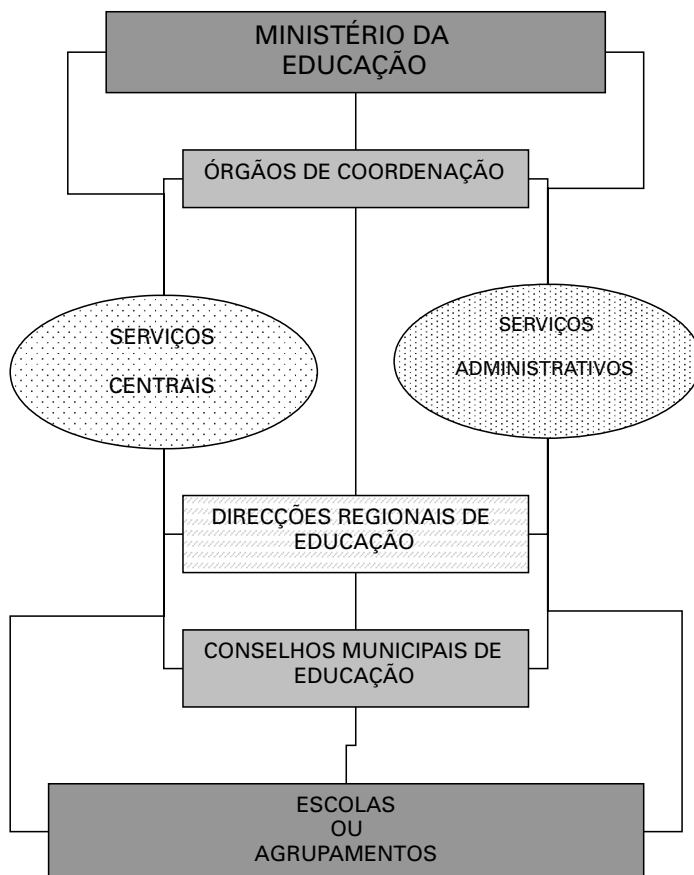 MINISTÉRIO DA
EDUCAÇÃO
ÓRGÃOS DE COORDENAÇÃO
SERVIÇOS
CENTRAIS
SERVIÇOS
ADMINISTRATIVOS
DIRECÇÕES REGIONAIS DE
EDUCAÇÃO
CONSELHOS MUNICIPAIS DE
EDUCAÇÃO
ESCOLAS
OU
AGRUPAMENTOS